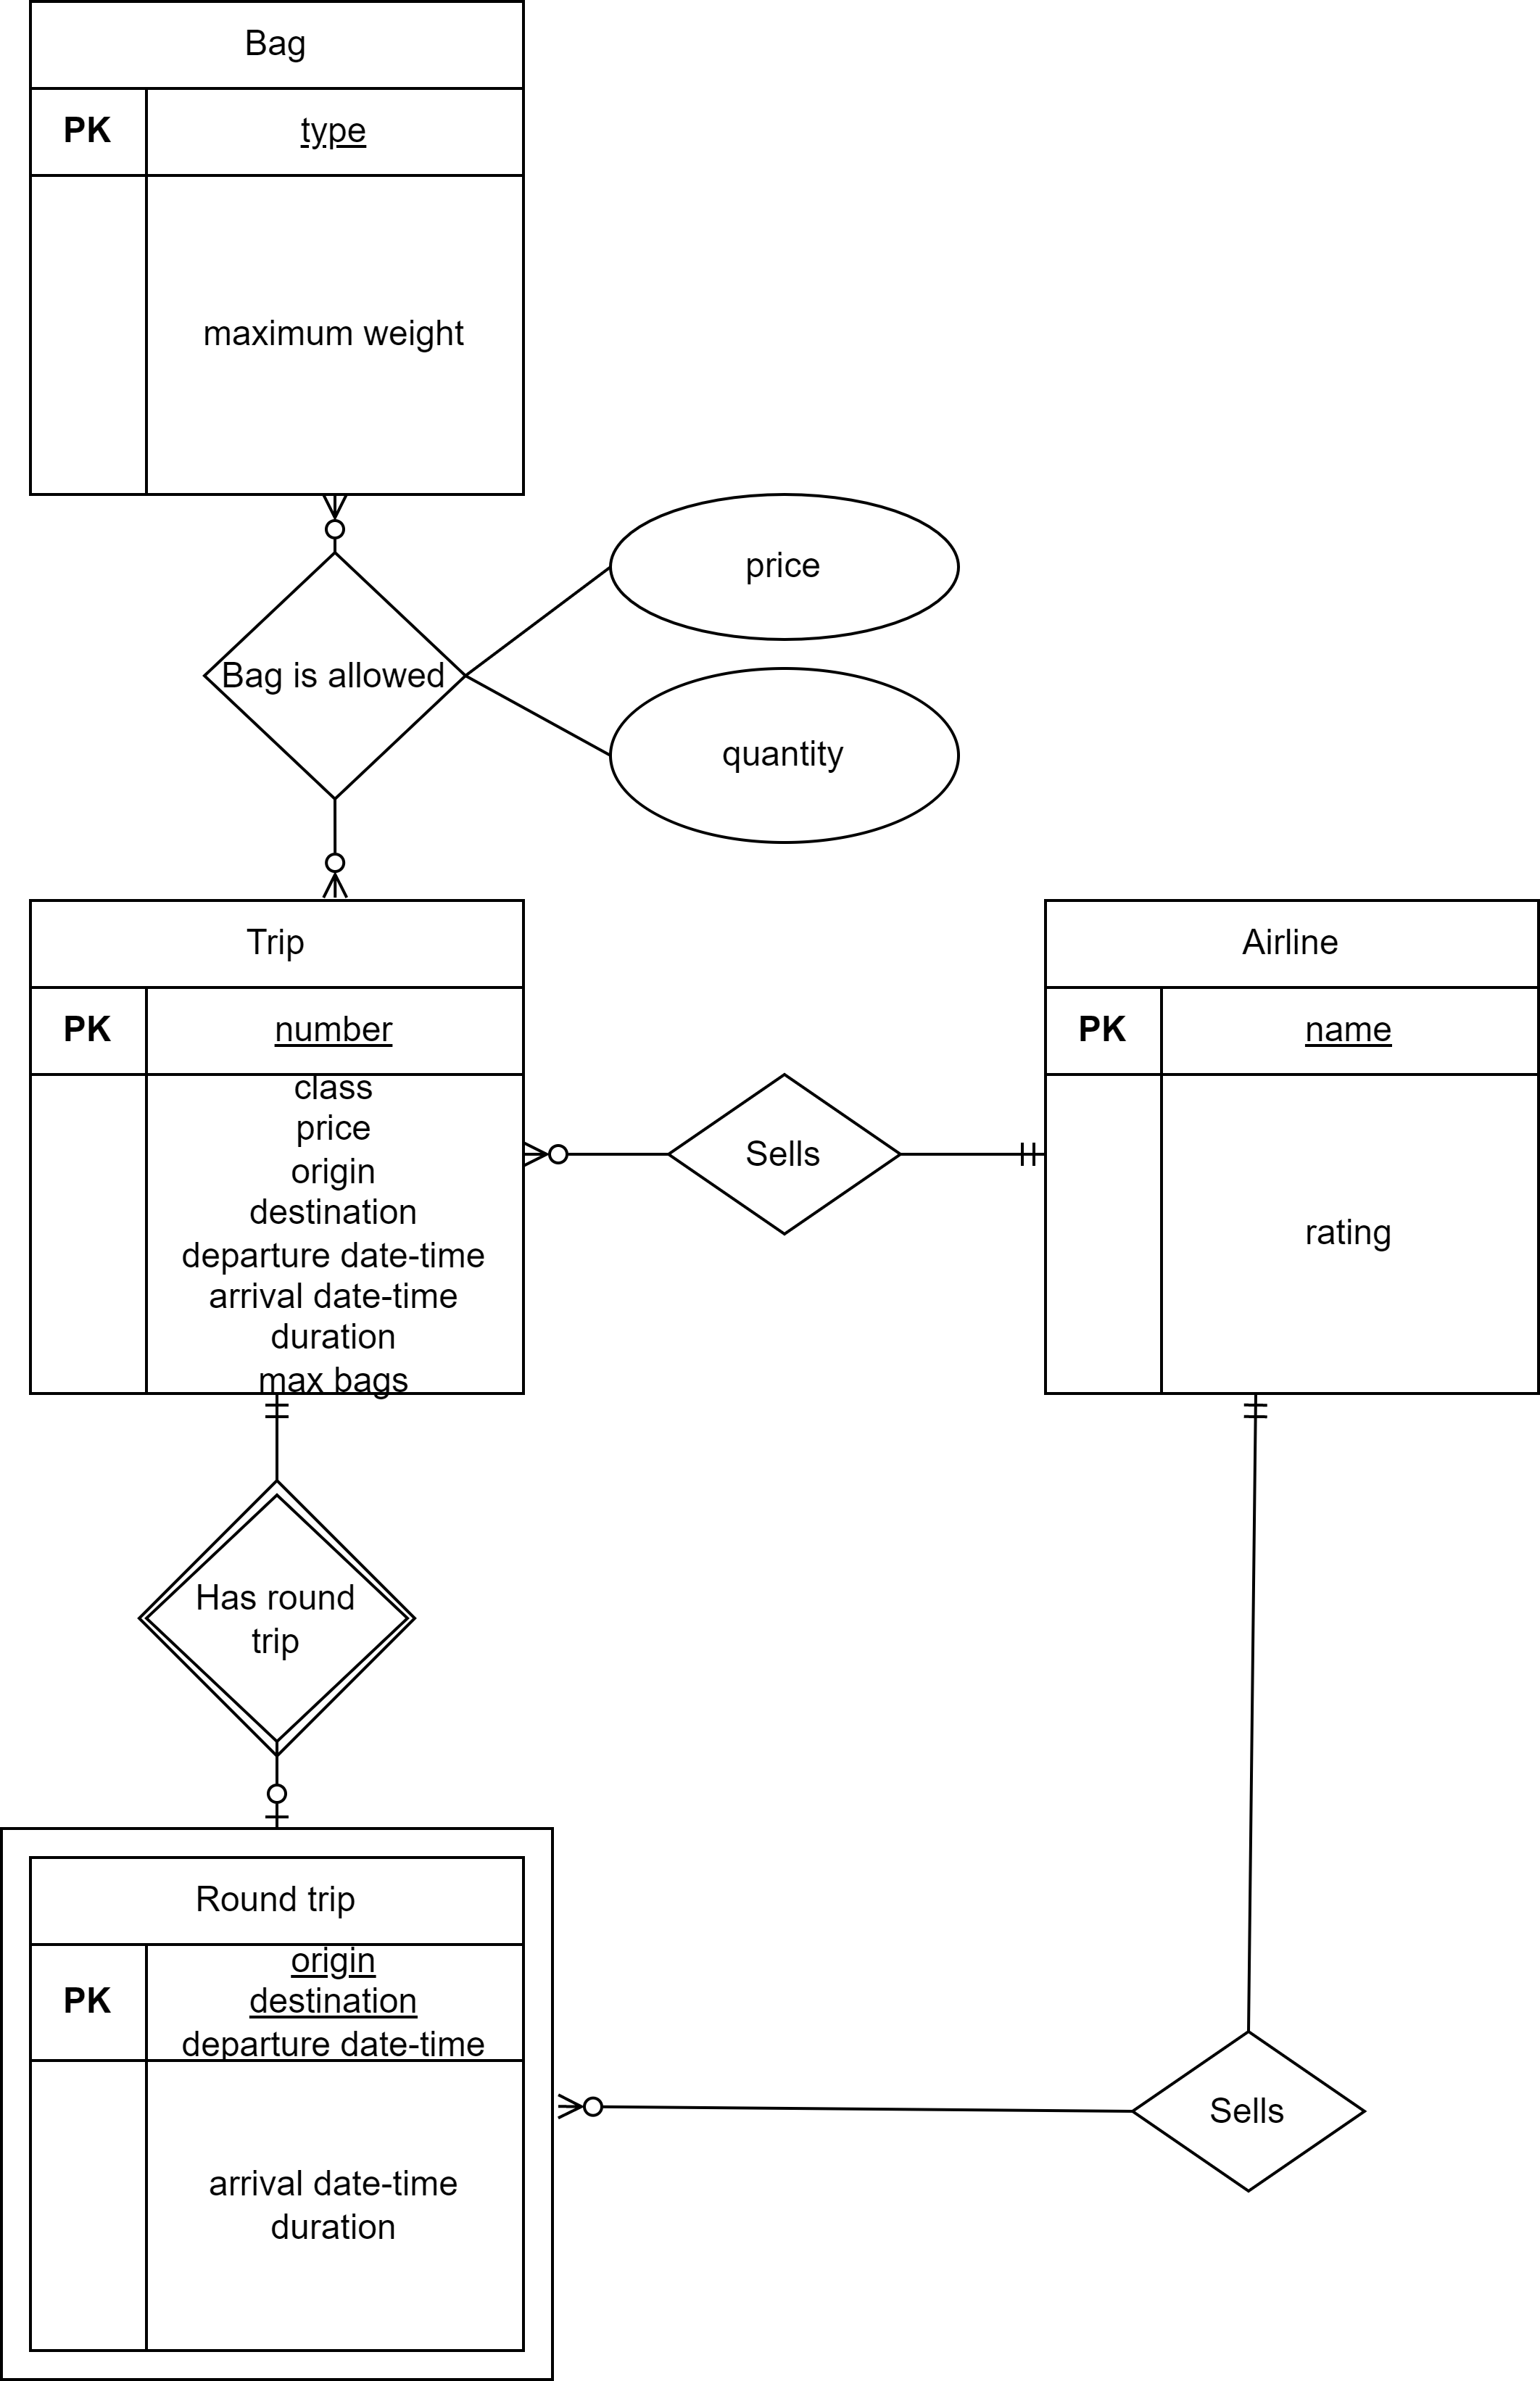 Bag
PK
type
maximum weight
price
Bag is allowed
quantity
Trip
PK
number
class
price
origin
destination
departure date-time
arrival date-time
duration
max bags
Sells
Airline
PK
name
rating
Has round
trip
Round trip
PK
origin
destination
departure date-time
arrival date-time
duration
Sells